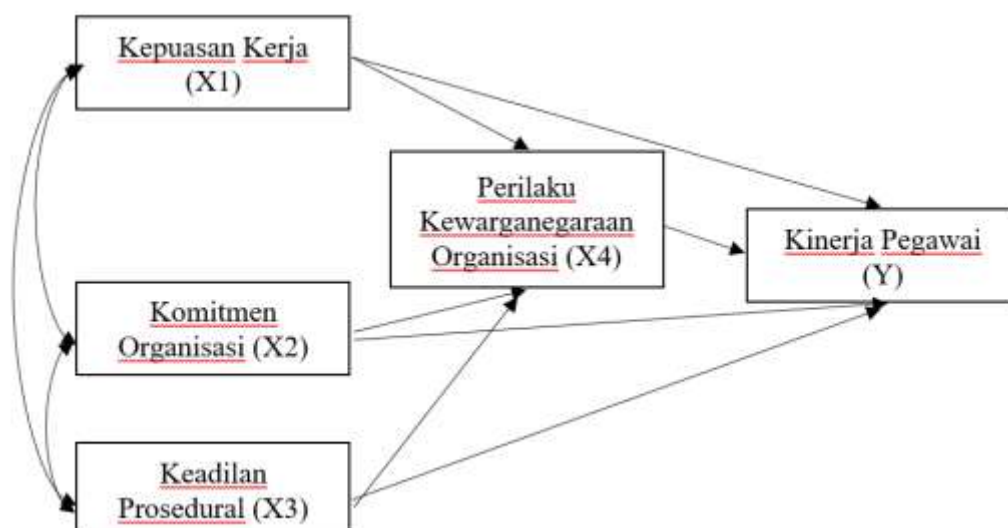 Kepuasan Kerja
(X1)
Perilaku
Kewarganegaraan
Organisasi (X4)
Kinerja Pegawai
(Y)
Komitmen
Organisasi (X2)
Keadilan
Prosedural (X3)